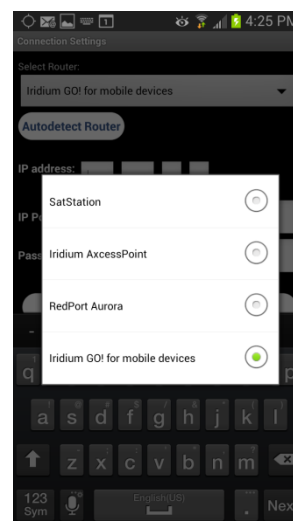 4:25 PM
Connection Settings
Select Router:
Iridium GO! for mobile devices
Autodetect Router
IP address:
IP Po
Pass
SatStation
Iridium AxcessPoint
RedPort Aurora
Iridium GO! for mobile devices
q p
a s d f g h j k l
z x c v b n m
123
Sym
English(US)
Nex